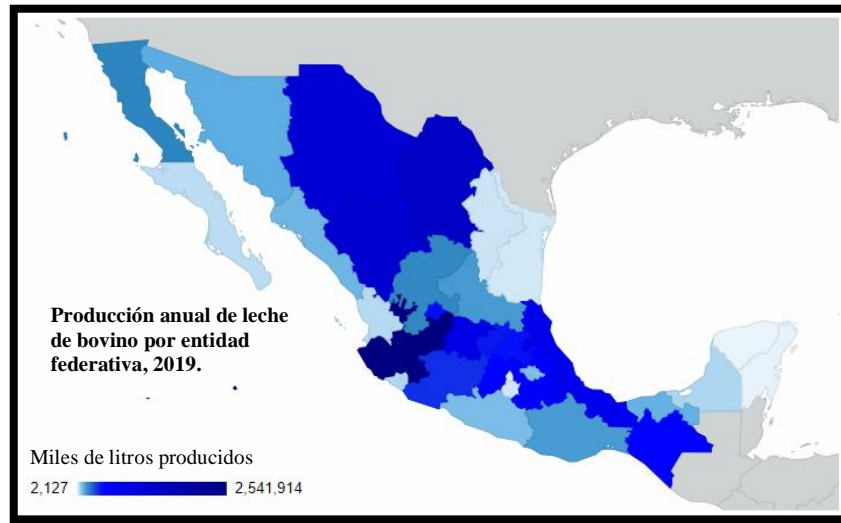 Producción anual de leche
de bovino por entidad
federativa, 2019.
Miles de litros producidos
2,127 2,541,914